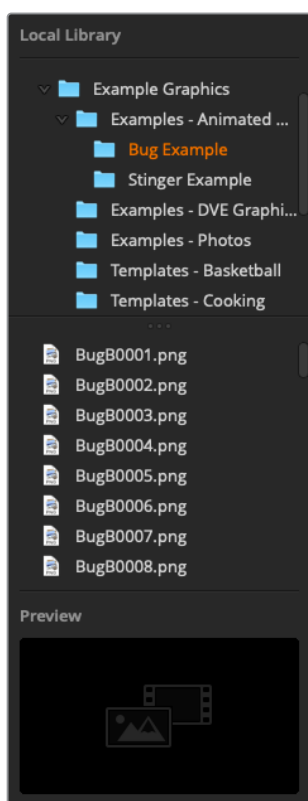 Local Library
Example Graphics
Examples - Animated ...
Bug Example
Stinger Example
Examples - DVE Graphi...
Examples - Photos
Templates - Basketball
Templates - Cooking
BugB0001.png
BugB0002.png
BugB0003.png
BugB0004.png
BugB0005.png
BugB0006.png
BugB0007.png
BugB0008.png
Preview